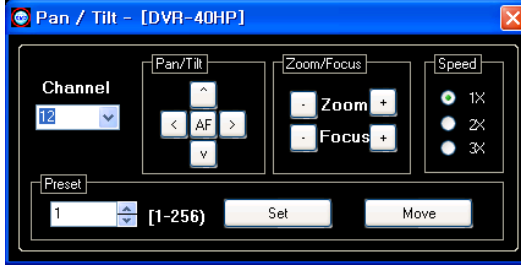 Pan / Tilt - [DVR-40HP]
Channel
12
Pan/Tilt
^
< AF >
v
Zoom/Focus
- Zoom +
- Focus +
Speed
1X
2X
3X
Preset
1 [1-256) Set Move